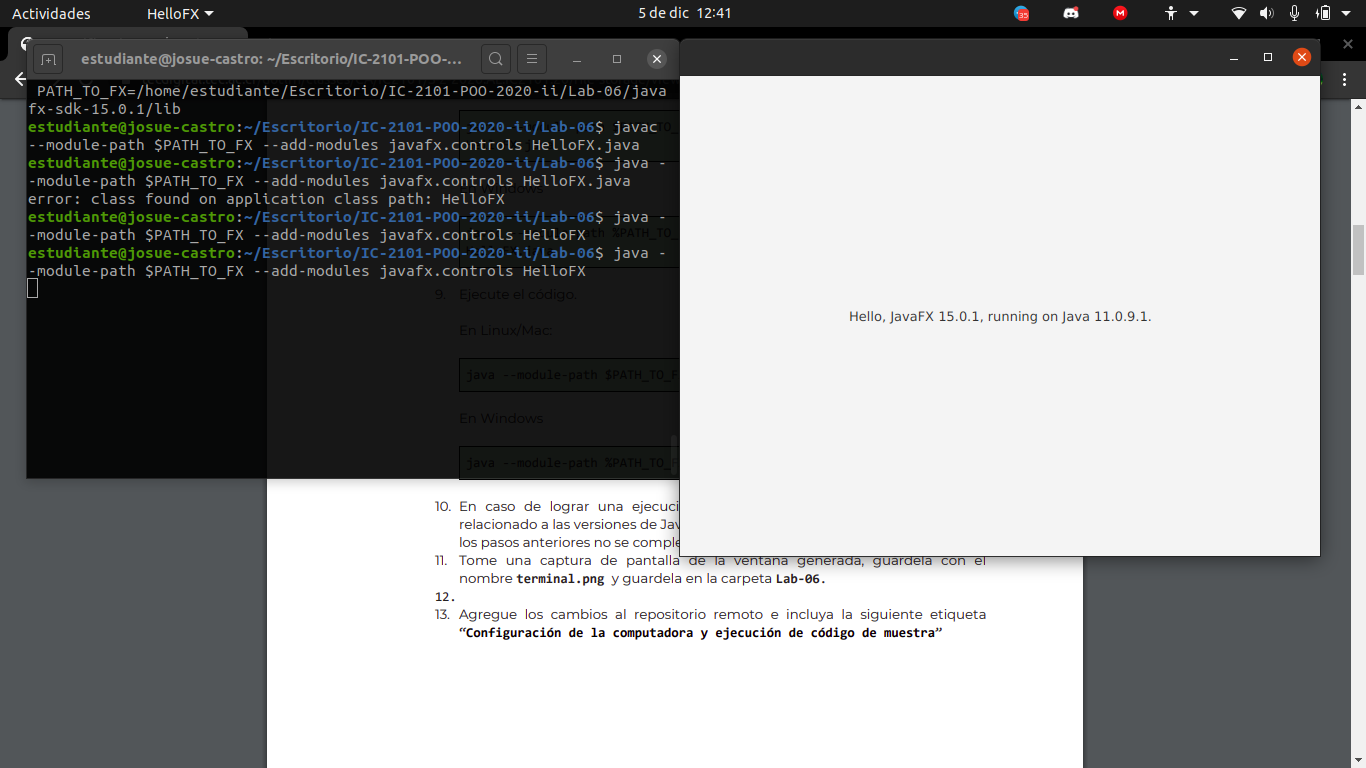 Actividades
HelloFX
5 de dic 12:41
35
estudiante@josue-castro: ~/Escritorio/IC-2101-POO-...
PATH_TO_FX=/home/estudiante/Escritorio/IC-2101-POO-2020-ii/Lab-06/java
fx-sdk-15.0.1/lib
estudiante@josue-castro:~/Escritorio/IC-2101-POO-2020-ii/Lab-06$ javac
--module-path $PATH_TO_FX --add-modules javafx.controls HelloFX.java
estudiante@josue-castro:~/Escritorio/IC-2101-POO-2020-ii/Lab-06$ java -
-module-path $PATH_TO_FX --add-modules javafx.controls HelloFX.java
error: class found on application class path: HelloFX
estudiante@josue-castro:~/Escritorio/IC-2101-POO-2020-ii/Lab-06$ java -
-module-path $PATH_TO_FX --add-modules javafx.controls HelloFX
estudiante@josue-castro:~/Escritorio/IC-2101-POO-2020-ii/Lab-06$ java -
-module-path $PATH_TO_FX --add-modules javafx.controls HelloFX
9. Ejecute el código.
En Linux/Mac:
java --module-path $PATH_TO_F
En Windows
java --module-path %PATH_TO_F
Hello, JavaFX 15.0.1, running on Java 11.0.9.1.
10. En caso de lograr una ejecuci
relacionado a las versiones de Jav
los pasos anteriores no se comple
11. Tome una captura de pantalla de la ventana generada, guárdela con el
nombre terminal.png y guardela en la carpeta Lab-06.
12.
13. Agregue los cambios al repositorio remoto e incluya la siguiente etiqueta
“Configuración de la computadora y ejecución de código de muestra”